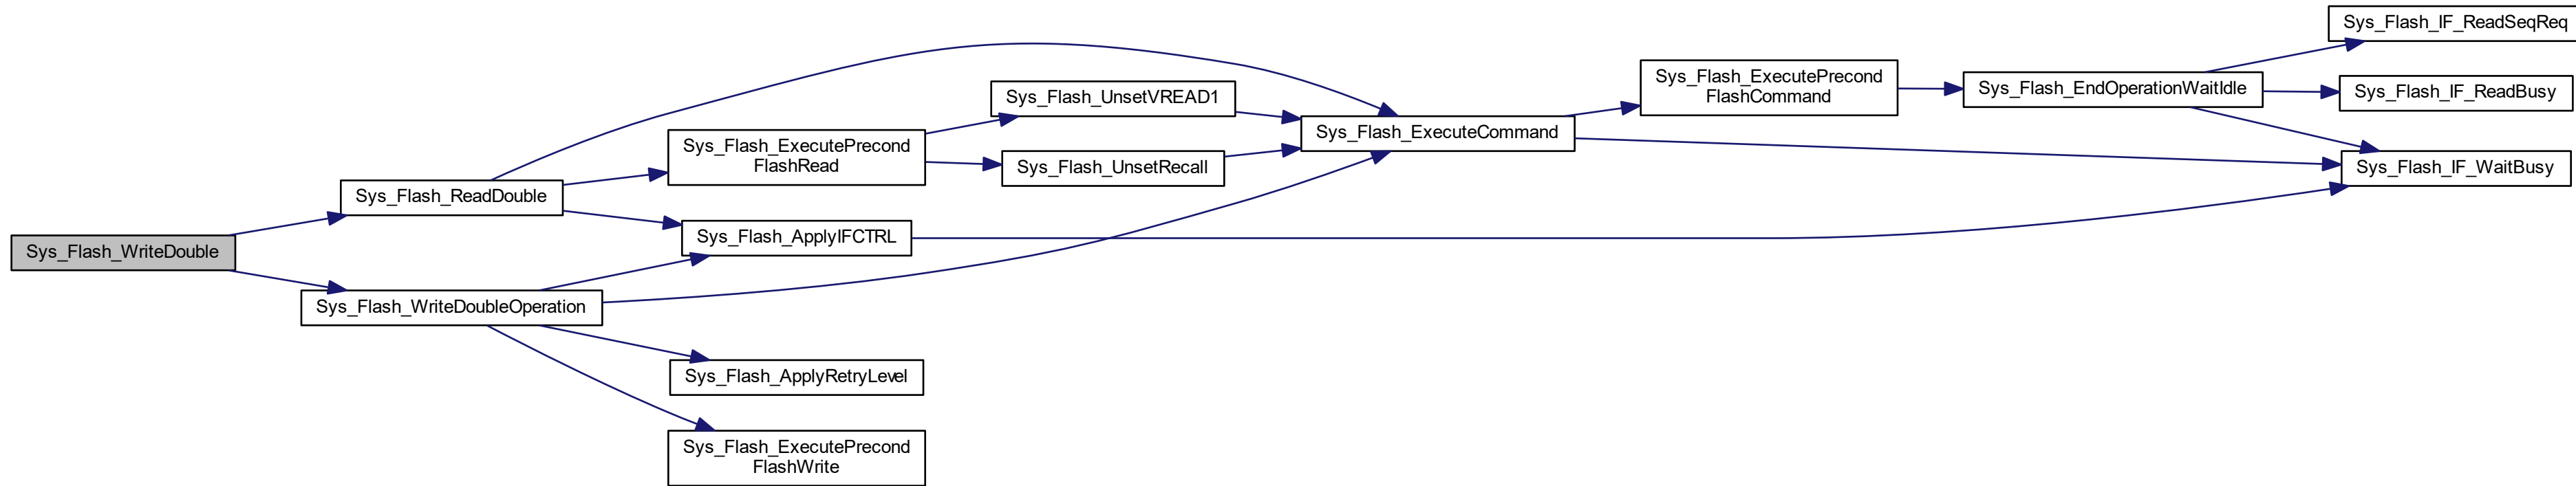 Sys_Flash_WriteDouble
Sys_Flash_ReadDouble
Sys_Flash_WriteDoubleOperation
Sys_Flash_ExecutePrecond
FlashRead
Sys_Flash_ApplyIFCTRL
Sys_Flash_ApplyRetryLevel
Sys_Flash_ExecutePrecond
FlashWrite
Sys_Flash_UnsetVREAD1
Sys_Flash_UnsetRecall
Sys_Flash_ExecuteCommand
Sys_Flash_ExecutePrecond
FlashCommand
Sys_Flash_EndOperationWaitIdle
Sys_Flash_IF_ReadSeqReq
Sys_Flash_IF_ReadBusy
Sys_Flash_IF_WaitBusy